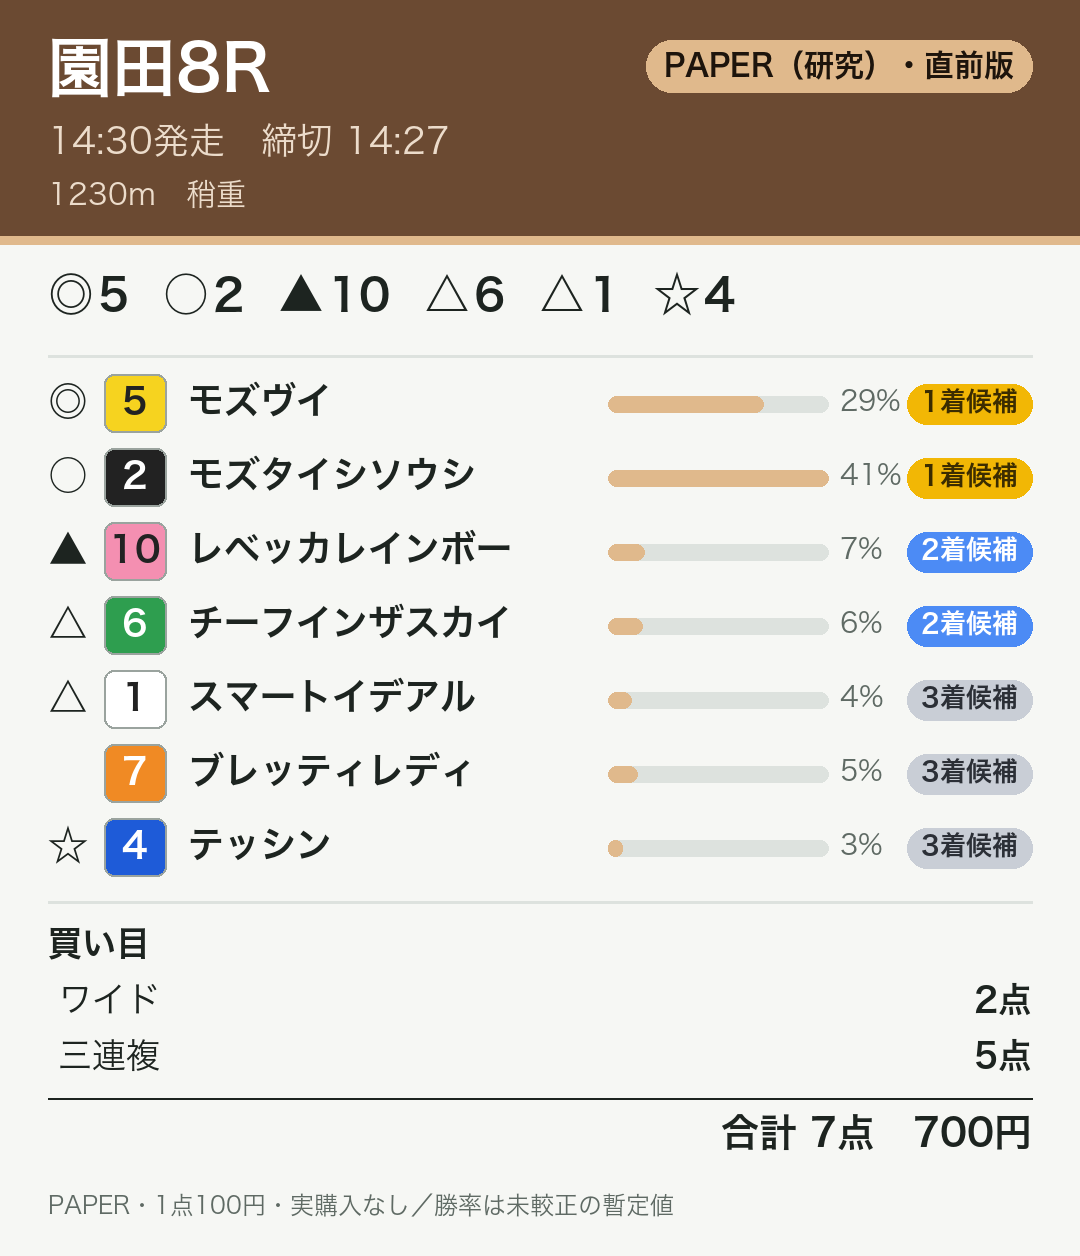 園田8R
PAPER（研究）・直前版
14:30発走　締切 14:27
1230m　稍重
◎5 ○2 ▲10 △6 △1 ☆4
◎ 5 モズヴイ 29% 1着候補
○ 2 モズタイシソウシ 41% 1着候補
▲ 10 レベッカレインボー 7% 2着候補
△ 6 チーフインザスカイ 6% 2着候補
△ 1 スマートイデアル 4% 3着候補
7 ブレッティレディ 5% 3着候補
☆ 4 テッシン 3% 3着候補
買い目
ワイド 2点
三連複 5点
合計 7点　700円
PAPER・1点100円・実購入なし／勝率は未較正の暫定値